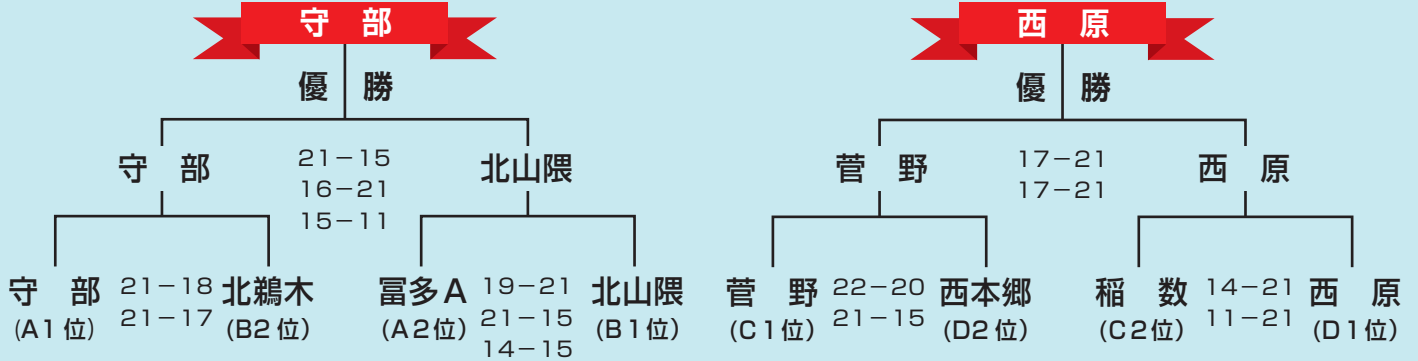 守 部
優 勝
守 部
21-15
16-21
15-11
北山隈
守 部
(A1位)
21-18
21-17
北鵜木
(B2位)
冨多A
(A2位)
19-21
21-15
14-15
北山隈
(B1位)
西 原
優 勝
菅 野
17-21
17-21
西 原
菅 野
(C1位)
22-20
21-15
西本郷
(D2位)
稲 数
(C2位)
14-21
11-21
西 原
(D1位)